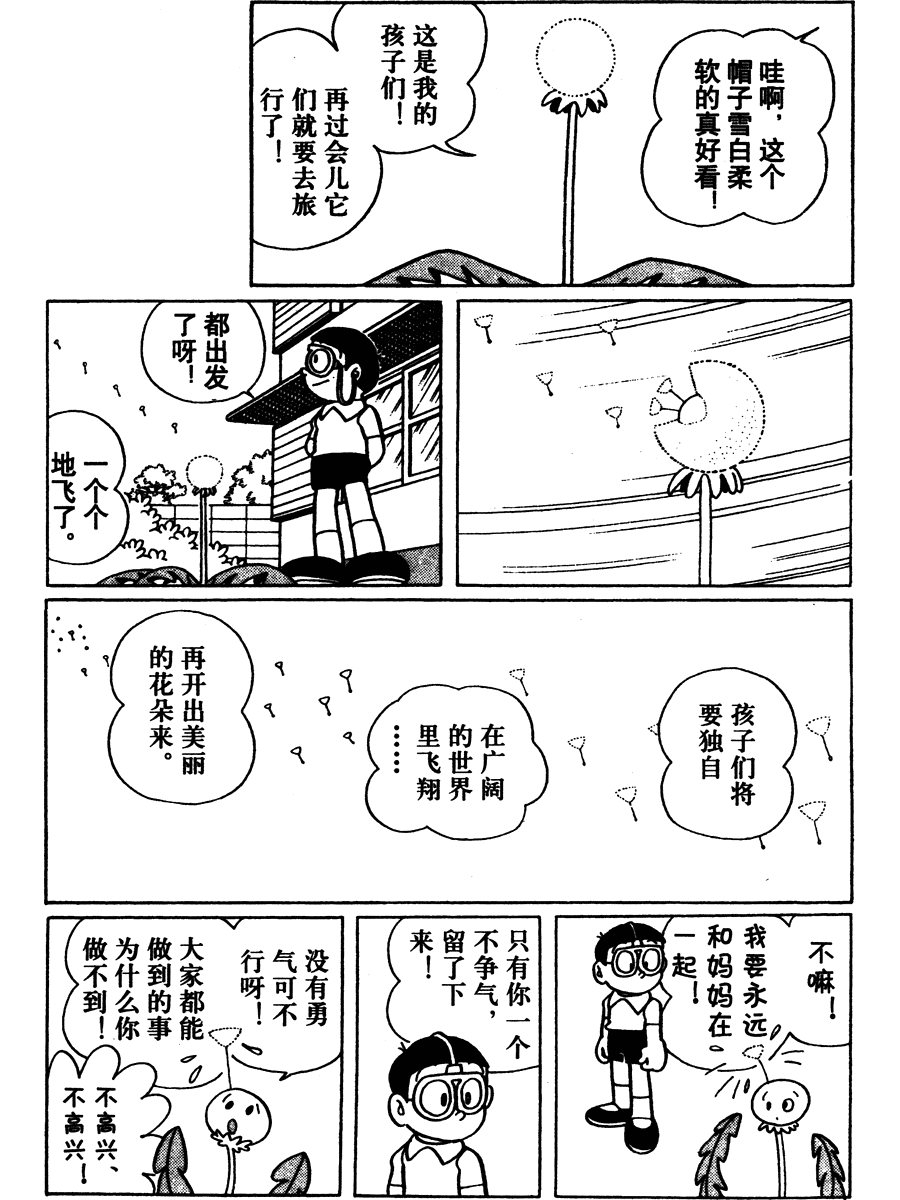 哇啊，这个
帽子雪白柔
软的真好看！
这是我的
孩子们！
再过会儿它
们就要去旅
行了！
都出发
了呀！
一个个
地飞了。
孩子们将
要独自
在广阔
的世界
里飞翔
……
再开出美丽
的花朵来。
不嘛！
我要永远
和妈妈在
一起！
只有你一个
不争气，
留了下
来！
没有勇
气可不
行呀！
大家都能
做到的事
为什么你
做不到！
不高兴、
不高兴！